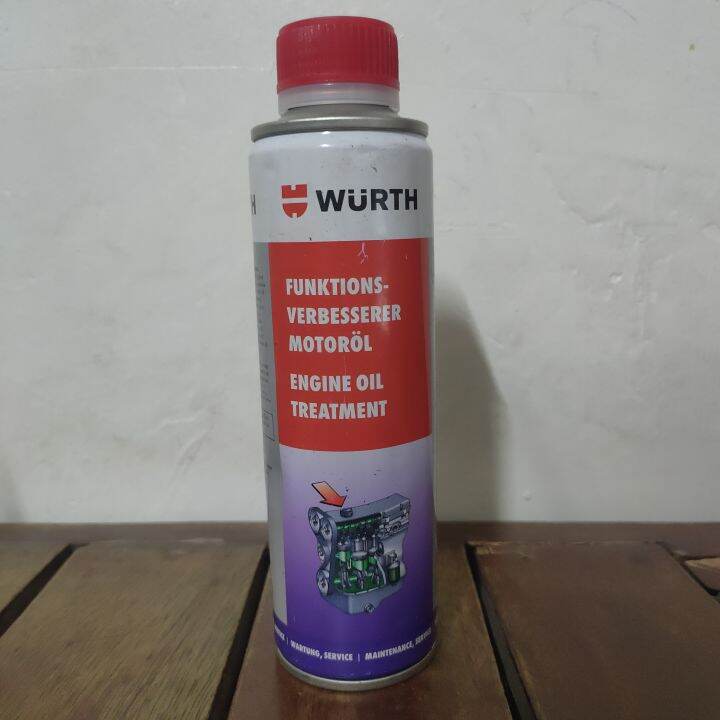 WÜRTH
FUNKTIONS-
VERBESSERER
MOTORÖL
ENGINE OIL
TREATMENT
WARTUNG, SERVICE | MAINTENANCE,